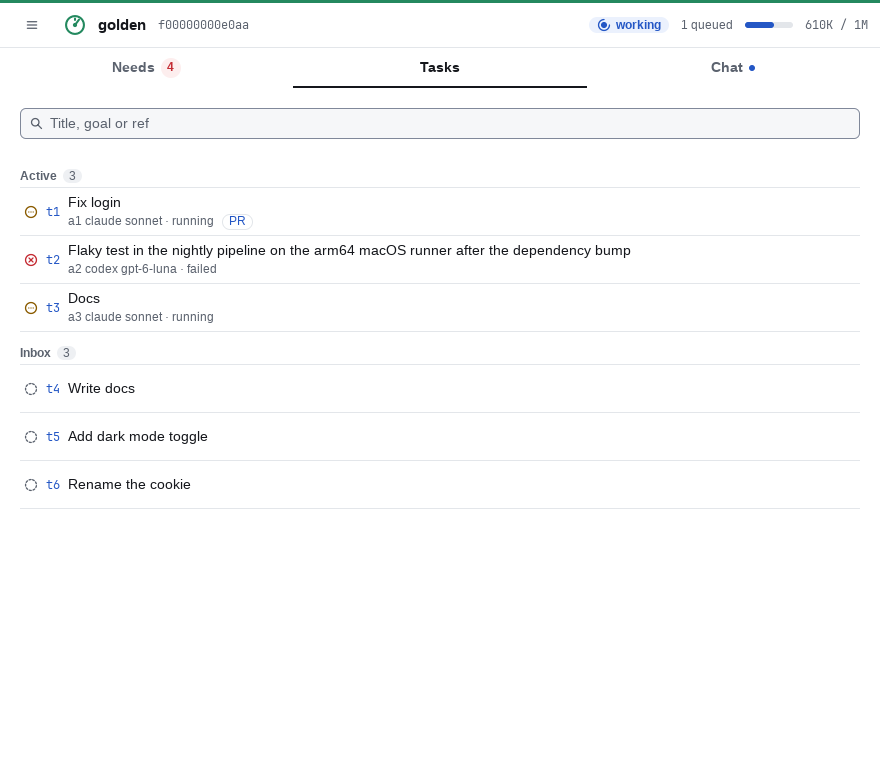 golden f00000000e0aa working 1 queued 610K / 1M
Needs 4 Tasks Chat
Title, goal or ref
Active 3
t1 Fix login
a1 claude sonnet · running PR
t2 Flaky test in the nightly pipeline on the arm64 macOS runner after the dependency bump
a2 codex gpt-6-luna · failed
t3 Docs
a3 claude sonnet · running
Inbox 3
t4 Write docs
t5 Add dark mode toggle
t6 Rename the cookie